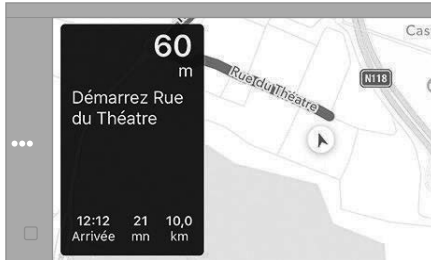 60
m
Démarrez Rue
du Théatre
12:12 21 10,0
Arrivée mn km
Rue du Théatre
N118
Cas